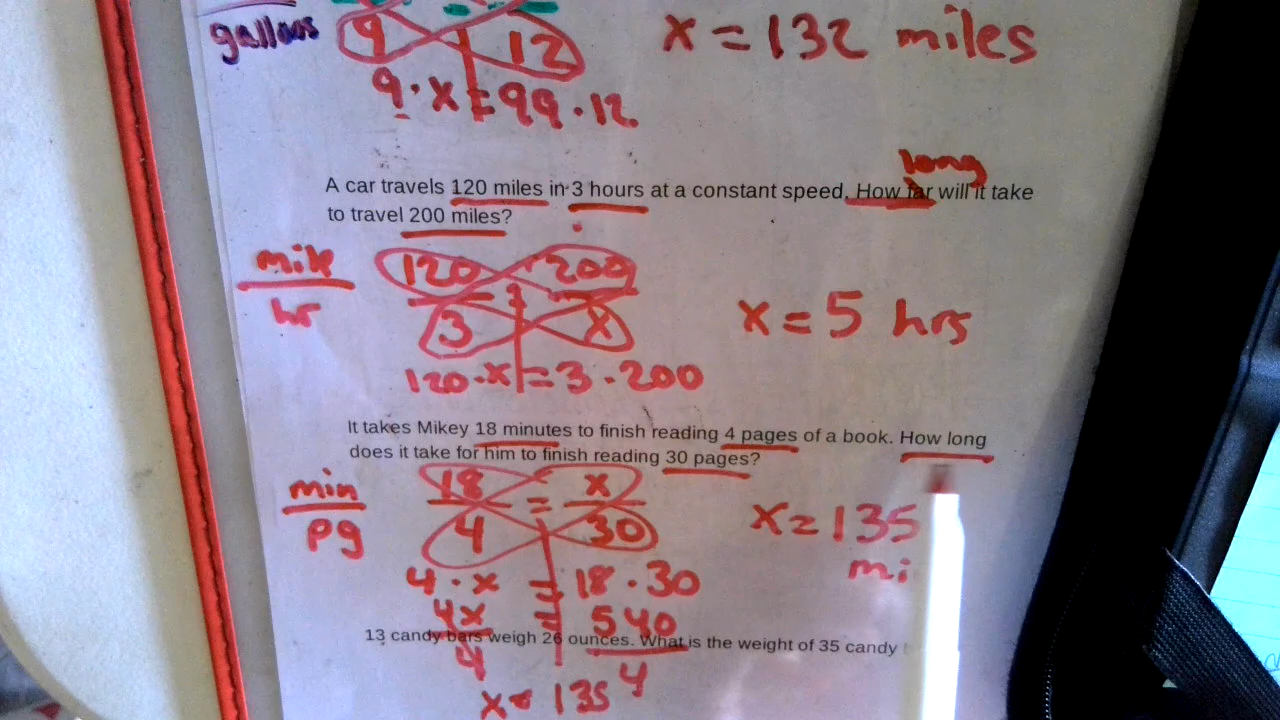 gallons 9 12 x = 132 miles
9 · x = 99 · 12
long
A car travels 120 miles in 3 hours at a constant speed. How far will it take
to travel 200 miles?
mile 120 = 200
hr 3 x x = 5 hrs
120 · x = 3 · 200
It takes Mikey 18 minutes to finish reading 4 pages of a book. How long
does it take for him to finish reading 30 pages?
min 18 = x
pg 4 30 x = 135
mi
4 · x = 18 · 30
4x = 540
13 candy bars weigh 26 ounces. What is the weight of 35 candy
4 4
x = 135